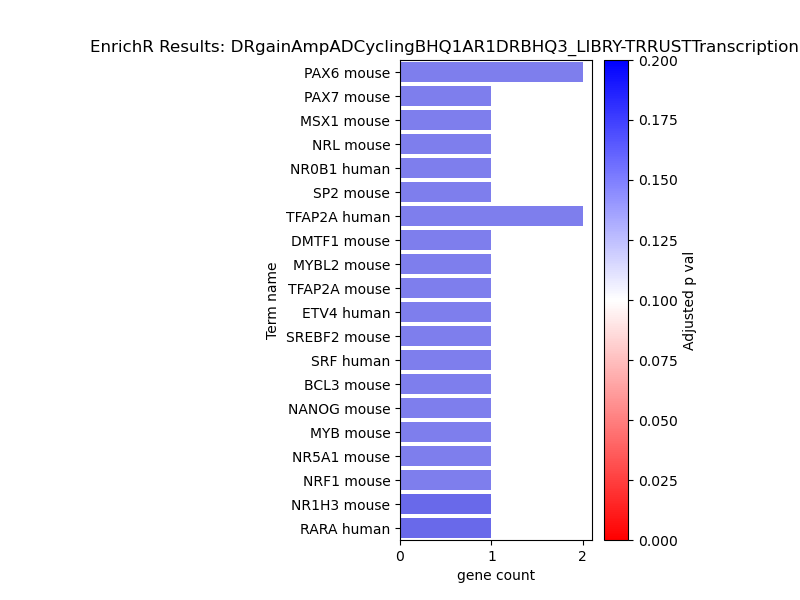 EnrichR Results: DRgainAmpADCyclingBHQ1AR1DRBHQ3_LIBRY-TRRUSTTranscription
PAX6 mouse
PAX7 mouse
MSX1 mouse
NRL mouse
NR0B1 human
SP2 mouse
TFAP2A human
DMTF1 mouse
MYBL2 mouse
TFAP2A mouse
ETV4 human
SREBF2 mouse
SRF human
BCL3 mouse
NANOG mouse
MYB mouse
NR5A1 mouse
NRF1 mouse
NR1H3 mouse
RARA human
Term name
0 1 2
gene count
0.200
0.175
0.150
0.125
0.100
0.075
0.050
0.025
0.000
Adjusted p val